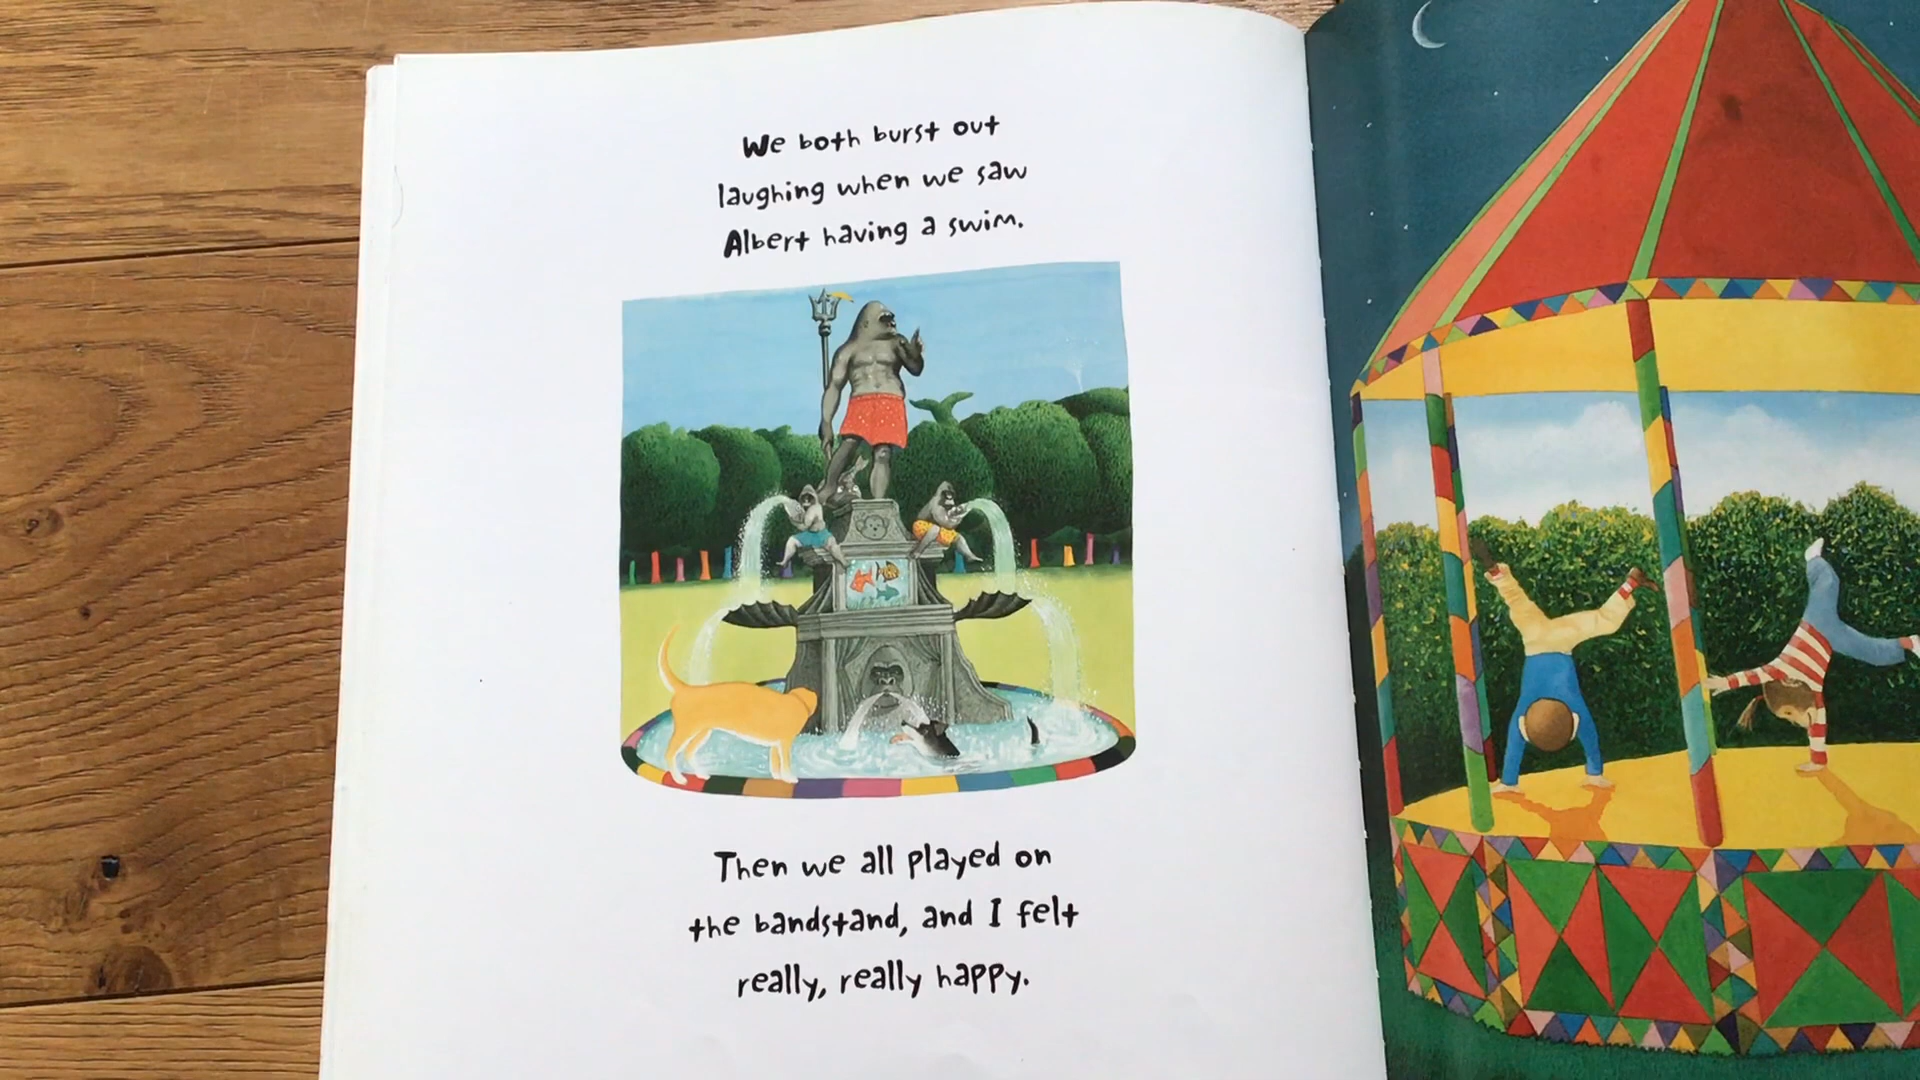 We both burst out
laughing when we saw
Albert having a swim.
Then we all played on
the bandstand, and I felt
really, really happy.